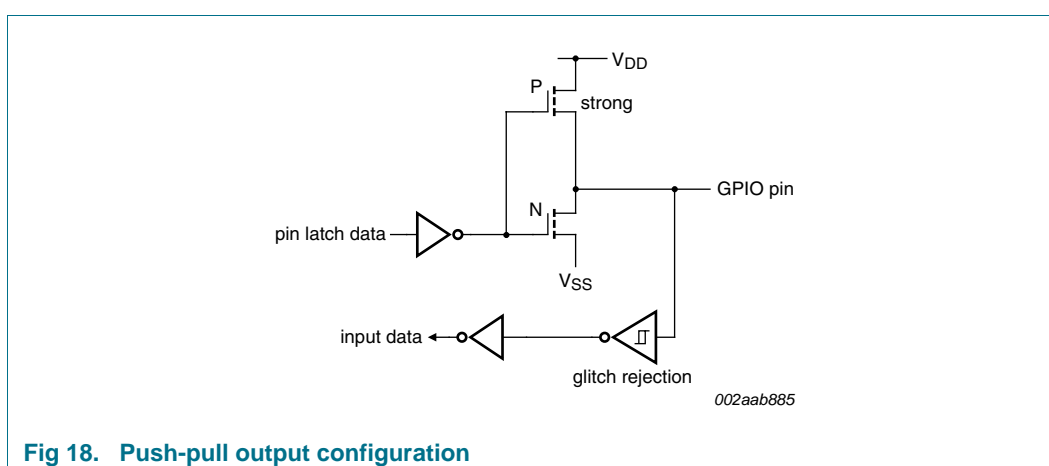 VDD
P
strong
GPIO pin
N
pin latch data
VSS
input data
glitch rejection
002aab885
Fig 18. Push-pull output configuration